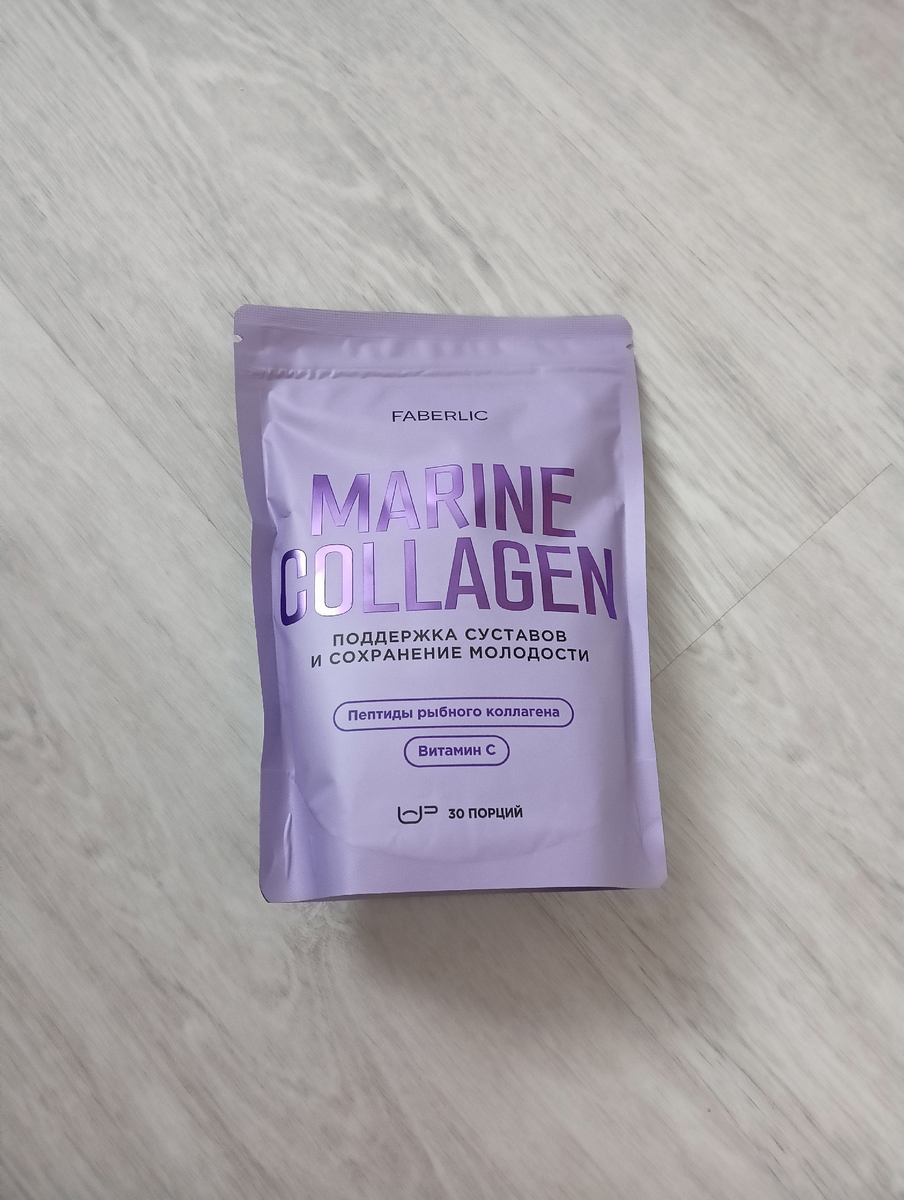 FABERLIC
MARINE
COLLAGEN
ПОДДЕРЖКА СУСТАВОВ
И СОХРАНЕНИЕ МОЛОДОСТИ
Пептиды рыбного коллагена
Витамин С
30 ПОРЦИЙ